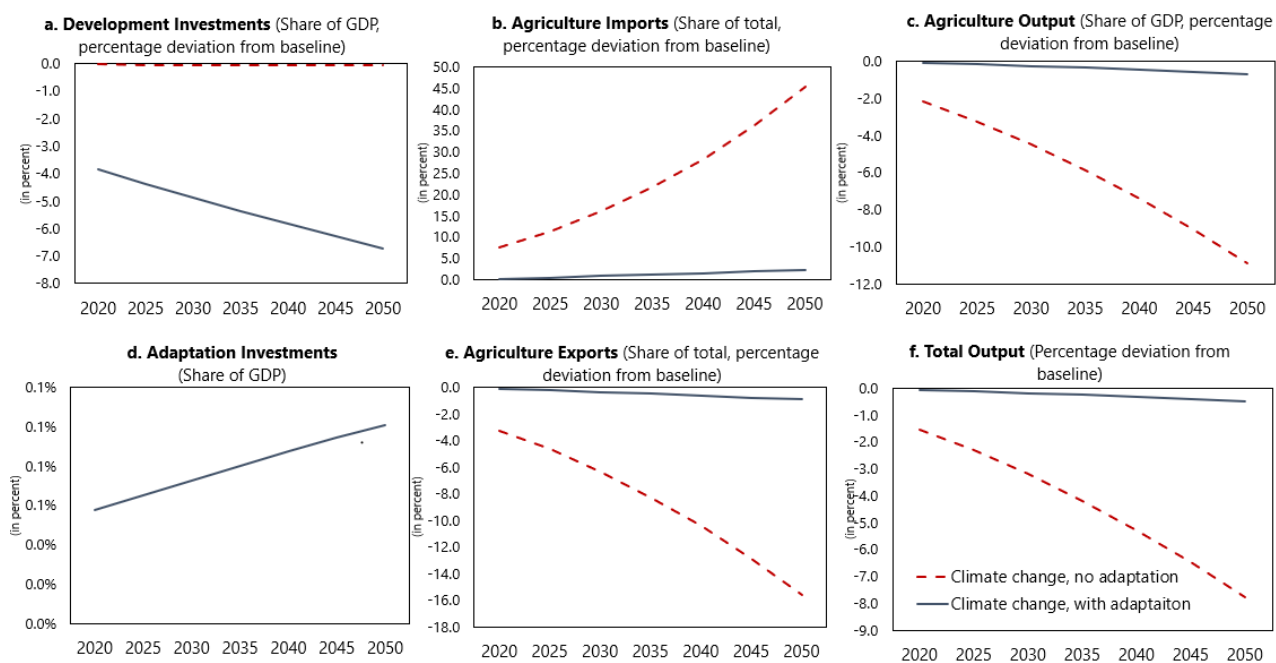 a. Development Investments (Share of GDP,
percentage deviation from baseline)
0.0
-1.0
-2.0
-3.0
-4.0
-5.0
-6.0
-7.0
-8.0
(in percent)
2020 2025 2030 2035 2040 2045 2050
b. Agriculture Imports (Share of total,
percentage deviation from baseline)
50.0
45.0
40.0
35.0
30.0
25.0
20.0
15.0
10.0
5.0
0.0
(in percent)
2020 2025 2030 2035 2040 2045 2050
c. Agriculture Output (Share of GDP, percentage
deviation from baseline)
0.0
-2.0
-4.0
-6.0
-8.0
-10.0
-12.0
(in percent)
2020 2025 2030 2035 2040 2045 2050
d. Adaptation Investments
(Share of GDP)
0.1%
0.1%
0.1%
0.1%
0.0%
0.0%
0.0%
(in percent)
2020 2025 2030 2035 2040 2045 2050
e. Agriculture Exports (Share of total, percentage
deviation from baseline)
0.0
-2.0
-4.0
-6.0
-8.0
-10.0
-12.0
-14.0
-16.0
-18.0
(in percent)
2020 2025 2030 2035 2040 2045 2050
f. Total Output (Percentage deviation from
baseline)
0.0
-1.0
-2.0
-3.0
-4.0
-5.0
-6.0
-7.0
-8.0
-9.0
(in percent)
Climate change, no adaptation
Climate change, with adaptaiton
2020 2025 2030 2035 2040 2045 2050